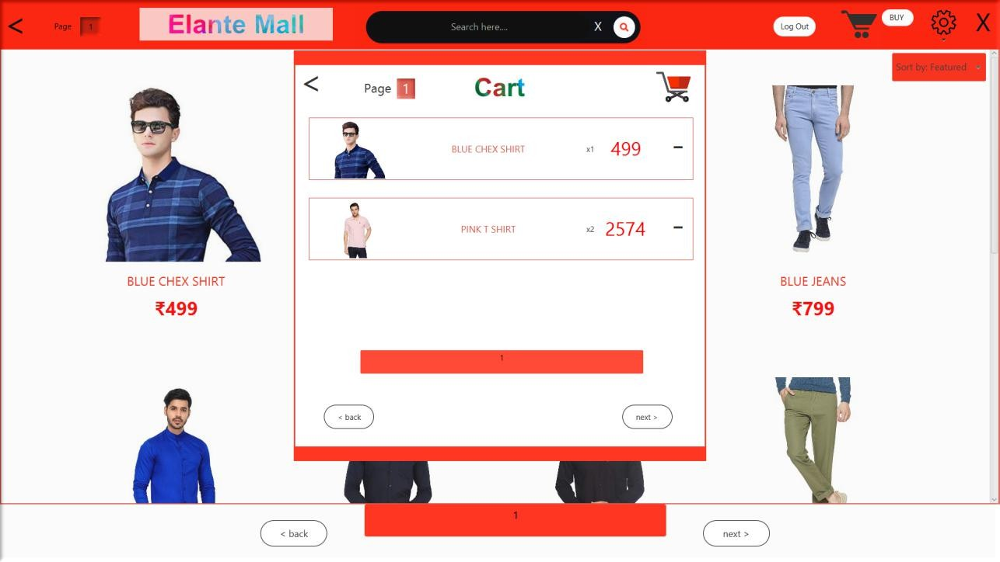 < Page 1 Elante Mall Search here.... X Log Out BUY X
Sort by: Featured
< Page 1 Cart
BLUE CHEX SHIRT x1 499 -
PINK T SHIRT x2 2574 -
BLUE CHEX SHIRT
₹499
BLUE JEANS
₹799
1
< back next >
1
< back next >